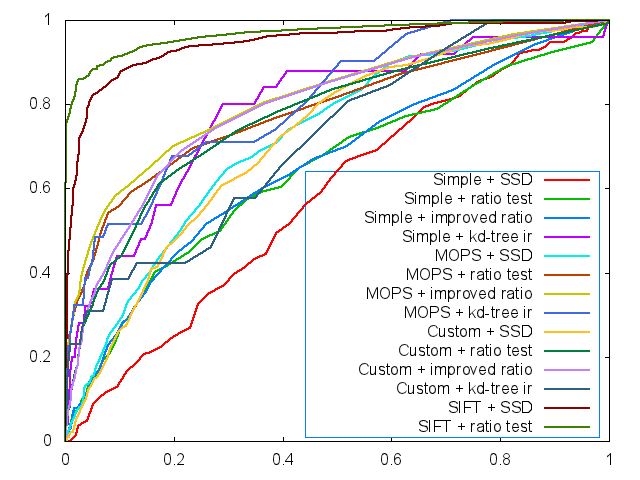 1
0.8
0.6
0.4
0.2
0
0
0.2
0.4
0.6
0.8
1
Simple + SSD
Simple + ratio test
Simple + improved ratio
Simple + kd-tree ir
MOPS + SSD
MOPS + ratio test
MOPS + improved ratio
MOPS + kd-tree ir
Custom + SSD
Custom + ratio test
Custom + improved ratio
Custom + kd-tree ir
SIFT + SSD
SIFT + ratio test